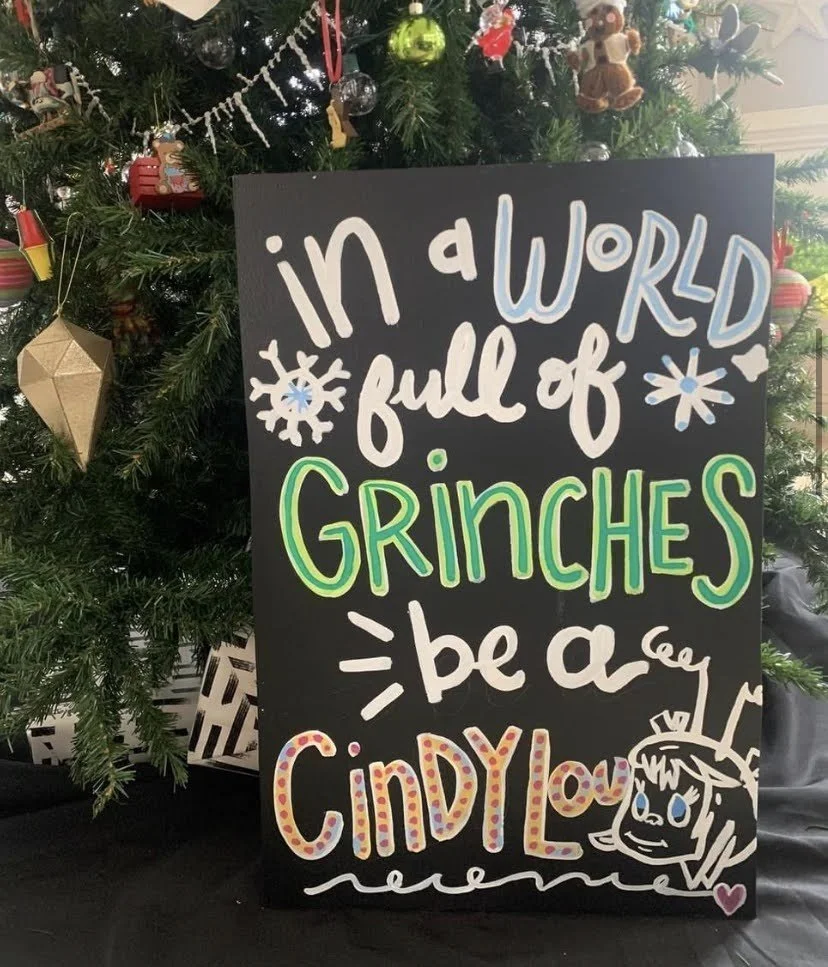 in a WORLD
full of
GRinCHES
be a
CinDY Lou